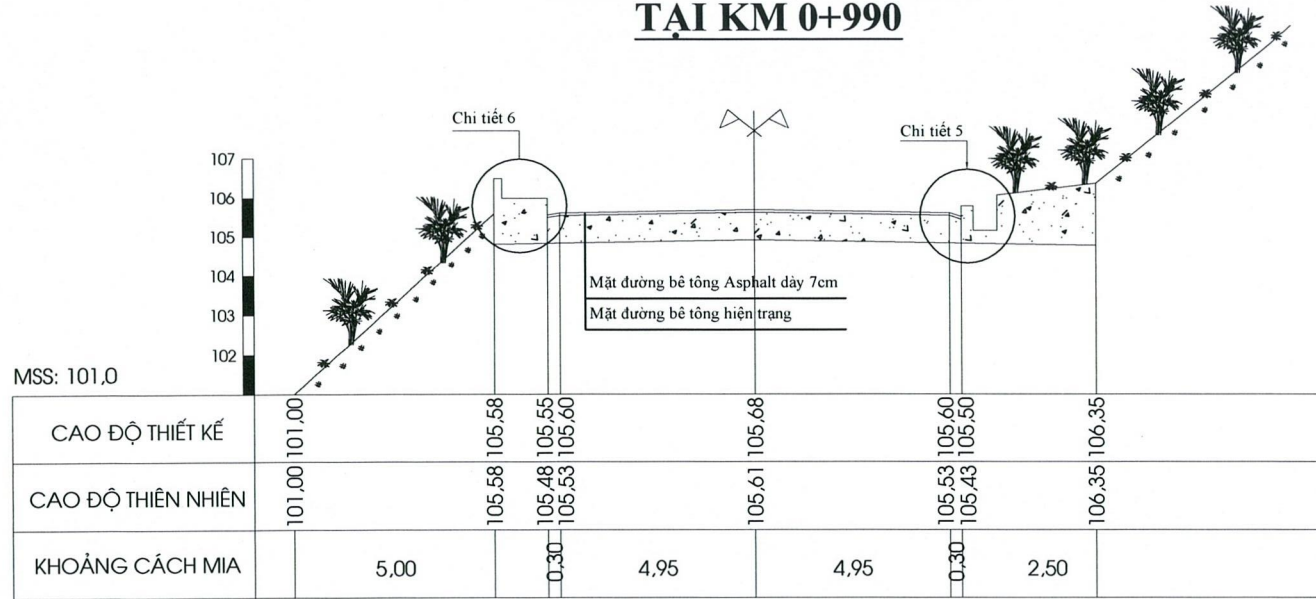 TẠI KM 0+990
Chi tiết 6
Chi tiết 5
107
106
105
104
103
102
Mặt đường bê tông Asphalt dày 7cm
Mặt đường bê tông hiện trạng
MSS: 101,0
CAO ĐỘ THIẾT KẾ 101,00 105,58 105,55 105,60 105,68 105,60 105,50 106,35
CAO ĐỘ THIÊN NHIÊN 101,00 105,58 105,48 105,53 105,61 105,53 105,43 106,35
KHOẢNG CÁCH MIA 5,00 0,30 4,95 4,95 0,30 2,50